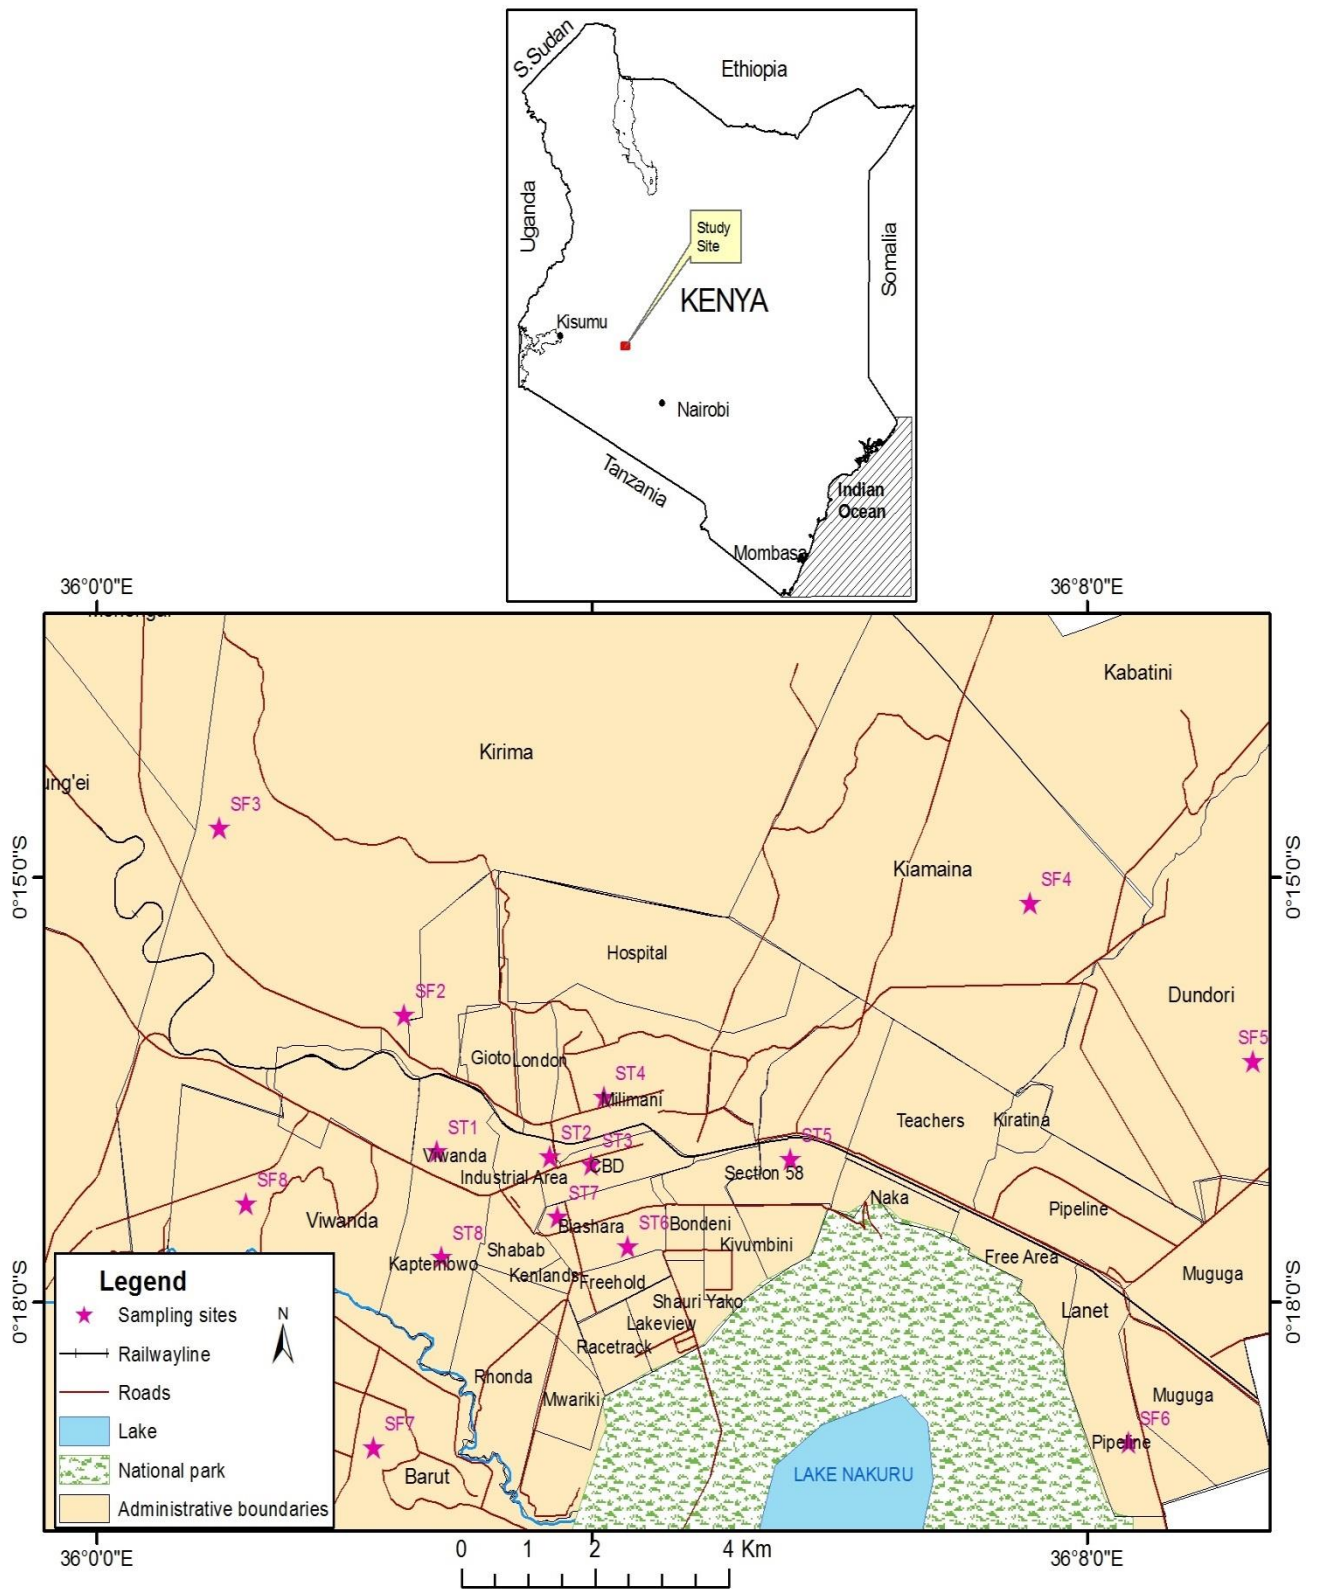 S.Sudan
Ethiopia
Uganda
Study
Site
Somalia
KENYA
Kisumu
Nairobi
Tanzania
Indian
Ocean
Mombasa
36°0'0"E
36°8'0"E
Kabatini
Kirima
ung'ei
SF3
0°15'0"S
0°15'0"S
Kiamaina
SF4
Hospital
Dundori
SF2
SF5
Gioto
London
ST4
Milimani
Teachers
Kiratina
ST1
ST2
ST3
ST5
Viwanda
CBD
Industrial Area
Section 58
SF8
ST7
Naka
Viwanda
Biashara
ST6
Bondeni
Pipeline
ST8
Shabab
Kivumbini
Free Area
Kaptembwo
Kenlands
Freehold
Muguga
0°18'0"S
0°18'0"S
Shauri Yako
Lanet
Lakeview
Racetrack
Rhonda
Mwariki
Muguga
SF7
SF6
Pipeline
Barut
LAKE NAKURU
Legend
Sampling sites
N
Railwayline
Roads
Lake
National park
Administrative boundaries
36°0'0"E
36°8'0"E
0 1 2 4 Km